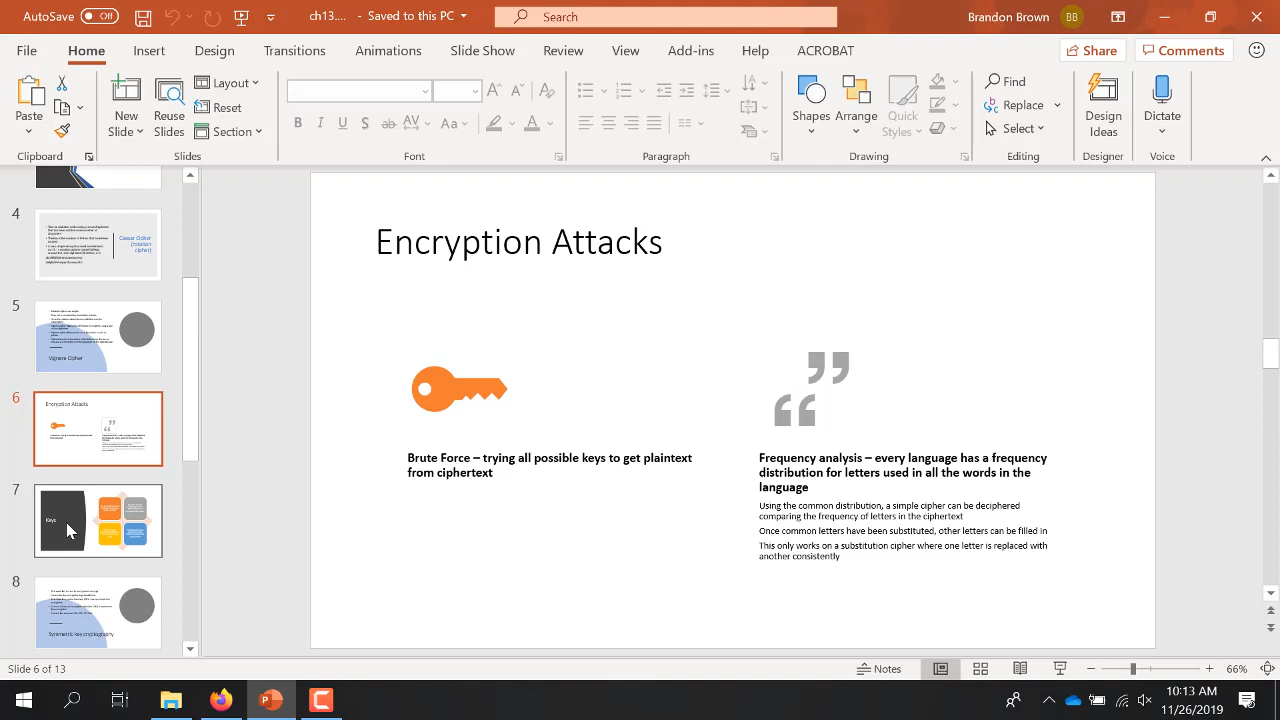 AutoSave Off
ch13.... - Saved to this PC
Search
Brandon Brown BB
File Home Insert Design Transitions Animations Slide Show Review View Add-ins Help ACROBAT
Share Comments
Paste
New Slide
Reuse Slides
Layout
Reset
Section
B I U S ab AV Aa A
Shapes
Arrange
Quick Styles
Find
Replace
Select
Design Ideas
Dictate
Clipboard Slides Font Paragraph Drawing Editing Designer Voice
4
Caesar Cipher (rotation cipher)
5
Vignere Cipher
6
Encryption Attacks
7
Keys
8
Symmetric key cryptography
Encryption Attacks
Brute Force – trying all possible keys to get plaintext
from ciphertext
Frequency analysis – every language has a frequency
distribution for letters used in all the words in the
language
Using the common distribution, a simple cipher can be deciphered
comparing the frequency of letters in the ciphertext
Once common letters have been substituted, other letters can be filled in
This only works on a substitution cipher where one letter is replaced with
another consistently
Slide 6 of 13
Notes
66%
10:13 AM
11/26/2019